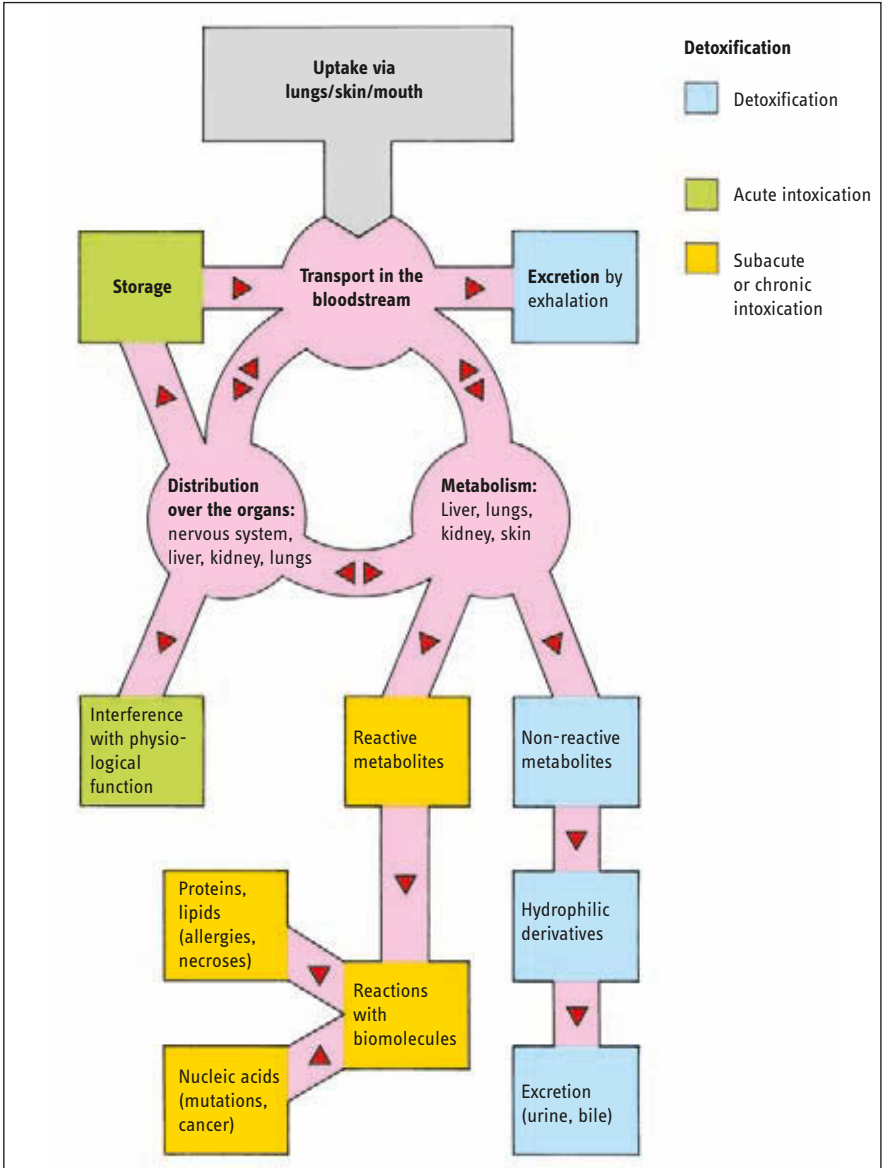 Uptake via
lungs/skin/mouth
Detoxification
Detoxification
Acute intoxication
Subacute
or chronic
intoxication
Storage
Transport in the
bloodstream
Excretion by
exhalation
Distribution
over the organs:
nervous system,
liver, kidney, lungs
Metabolism:
Liver, lungs,
kidney, skin
Interference
with physio-
logical
function
Reactive
metabolites
Non-reactive
metabolites
Proteins,
lipids
(allergies,
necroses)
Hydrophilic
derivatives
Reactions
with
biomolecules
Nucleic acids
(mutations,
cancer)
Excretion
(urine, bile)